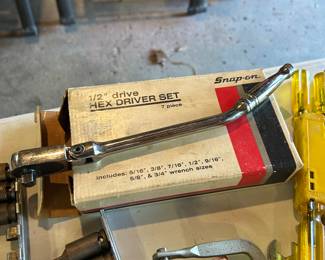 1/2" drive
HEX DRIVER SET
7 piece
Snap-on
includes: 5/16", 3/8", 7/16", 1/2", 9/16",
5/8", & 3/4" wrench sizes